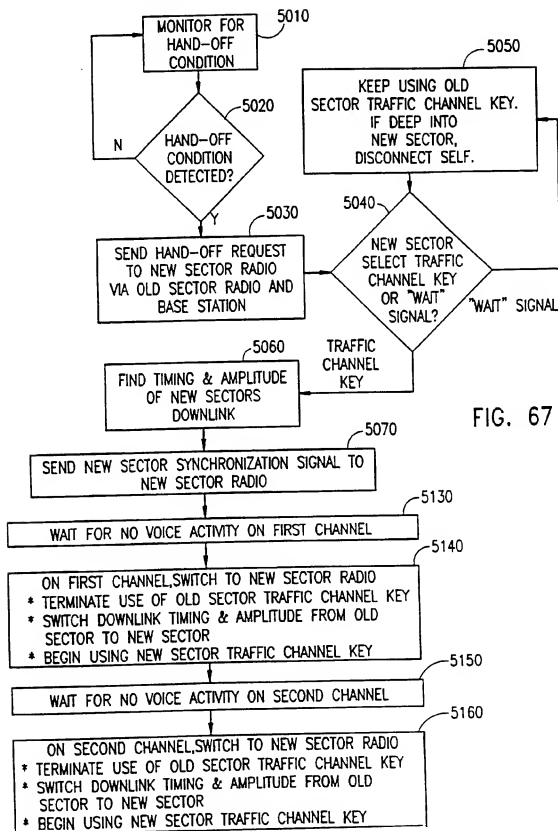 5010
MONITOR FOR
HAND-OFF
CONDITION
5020
N
HAND-OFF
CONDITION
DETECTED?
Y
5030
SEND HAND-OFF REQUEST
TO NEW SECTOR RADIO
VIA OLD SECTOR RADIO AND
BASE STATION
5050
KEEP USING OLD
SECTOR TRAFFIC CHANNEL KEY.
IF DEEP INTO
NEW SECTOR,
DISCONNECT SELF.
5040
NEW SECTOR
SELECT TRAFFIC
CHANNEL KEY
OR "WAIT"
SIGNAL?
"WAIT" SIGNAL
TRAFFIC
CHANNEL
KEY
5060
FIND TIMING & AMPLITUDE
OF NEW SECTORS
DOWNLINK
FIG. 67
5070
SEND NEW SECTOR SYNCHRONIZATION SIGNAL TO
NEW SECTOR RADIO
5130
WAIT FOR NO VOICE ACTIVITY ON FIRST CHANNEL
5140
ON FIRST CHANNEL,SWITCH TO NEW SECTOR RADIO
* TERMINATE USE OF OLD SECTOR TRAFFIC CHANNEL KEY
* SWITCH DOWNLINK TIMING & AMPLITUDE FROM OLD
SECTOR TO NEW SECTOR
* BEGIN USING NEW SECTOR TRAFFIC CHANNEL KEY
5150
WAIT FOR NO VOICE ACTIVITY ON SECOND CHANNEL
5160
ON SECOND CHANNEL,SWITCH TO NEW SECTOR RADIO
* TERMINATE USE OF OLD SECTOR TRAFFIC CHANNEL KEY
* SWITCH DOWNLINK TIMING & AMPLITUDE FROM OLD
SECTOR TO NEW SECTOR
* BEGIN USING NEW SECTOR TRAFFIC CHANNEL KEY